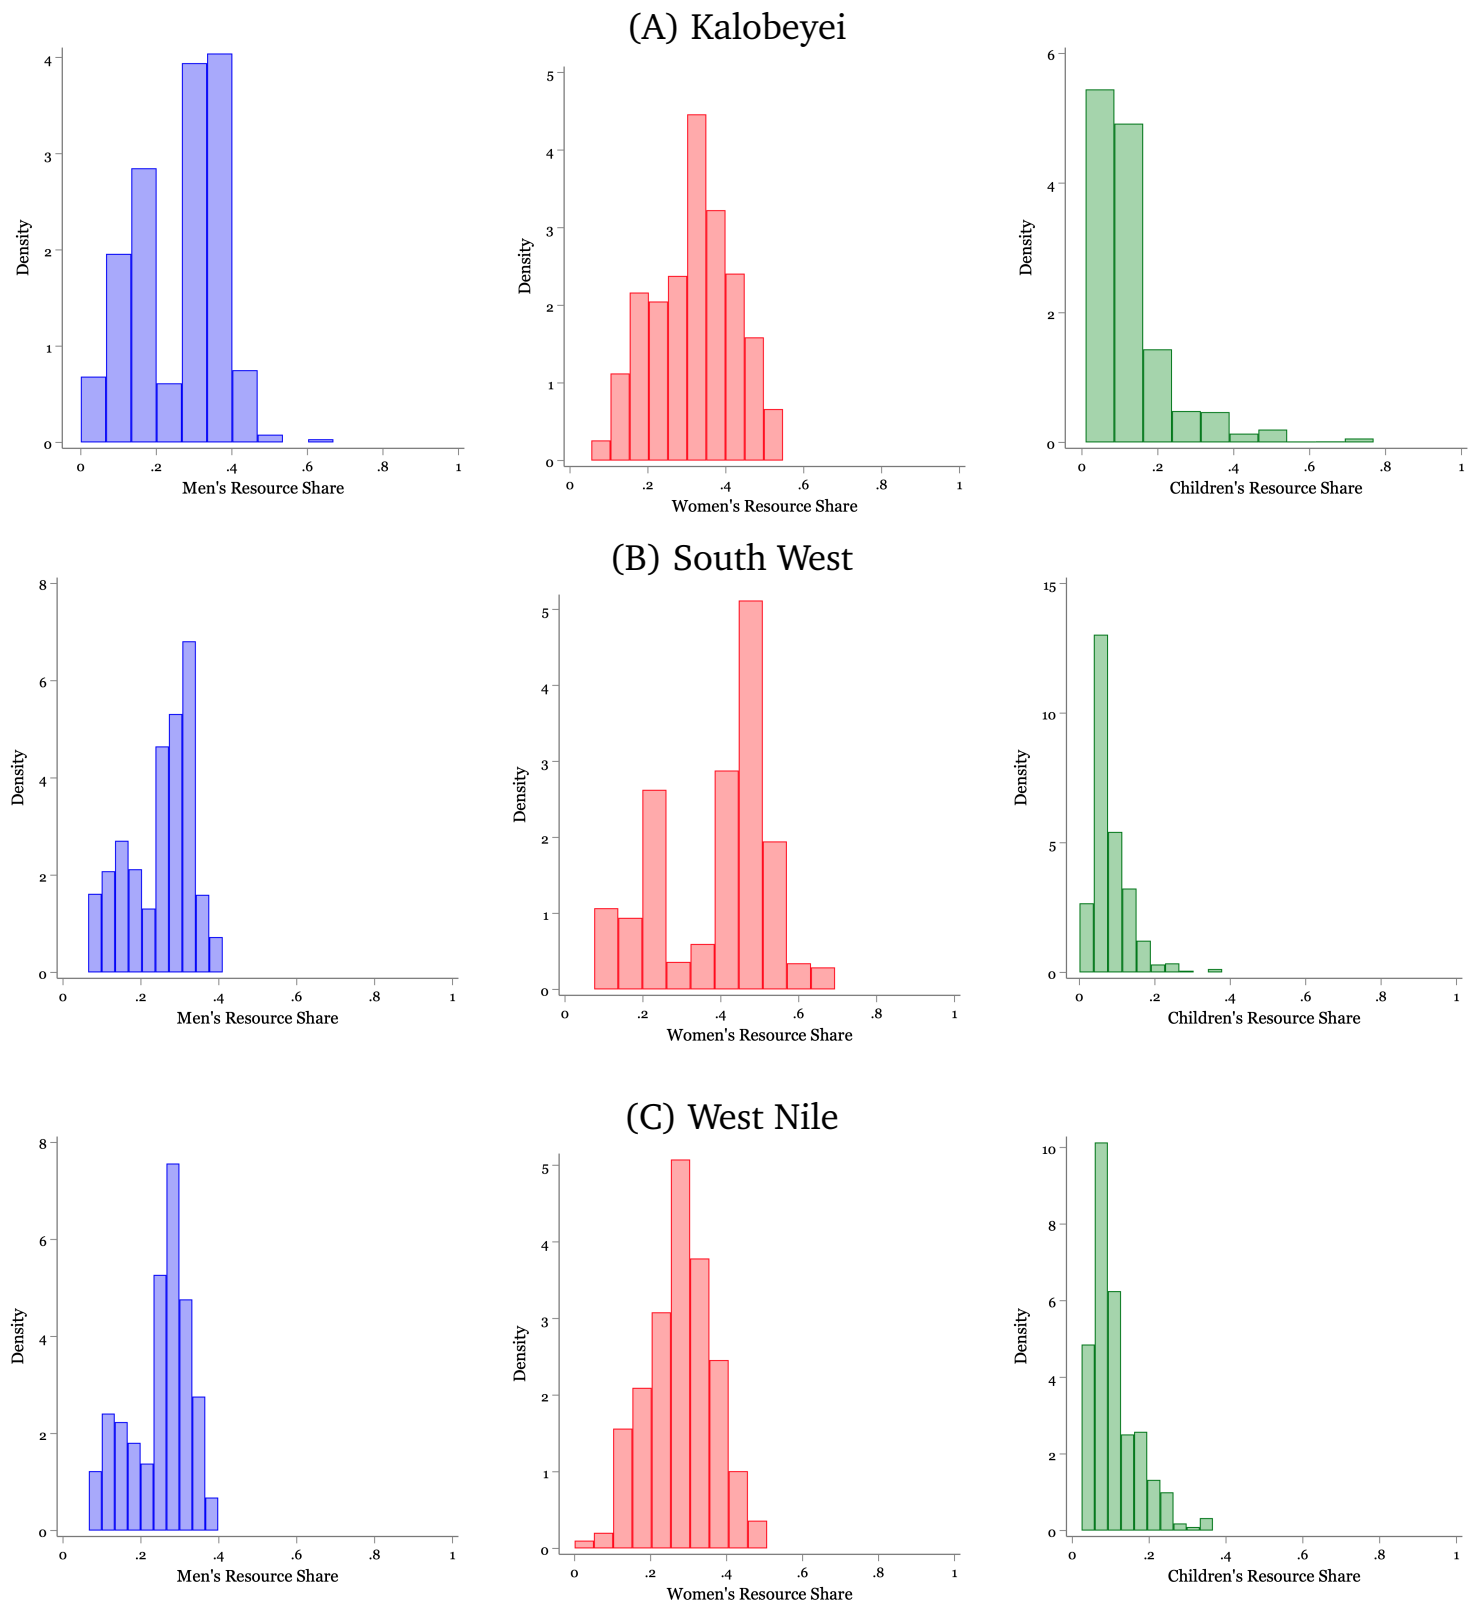 (A) Kalobeyei
4
3
2
1
0
Density
0 .2 .4 .6 .8 1
Men's Resource Share
5
4
3
2
1
0
Density
0 .2 .4 .6 .8 1
Women's Resource Share
6
4
2
0
Density
0 .2 .4 .6 .8 1
Children's Resource Share
(B) South West
8
6
4
2
0
Density
0 .2 .4 .6 .8 1
Men's Resource Share
5
4
3
2
1
0
Density
0 .2 .4 .6 .8 1
Women's Resource Share
15
10
5
0
Density
0 .2 .4 .6 .8 1
Children's Resource Share
(C) West Nile
8
6
4
2
0
Density
0 .2 .4 .6 .8 1
Men's Resource Share
5
4
3
2
1
0
Density
0 .2 .4 .6 .8 1
Women's Resource Share
10
8
6
4
2
0
Density
0 .2 .4 .6 .8 1
Children's Resource Share